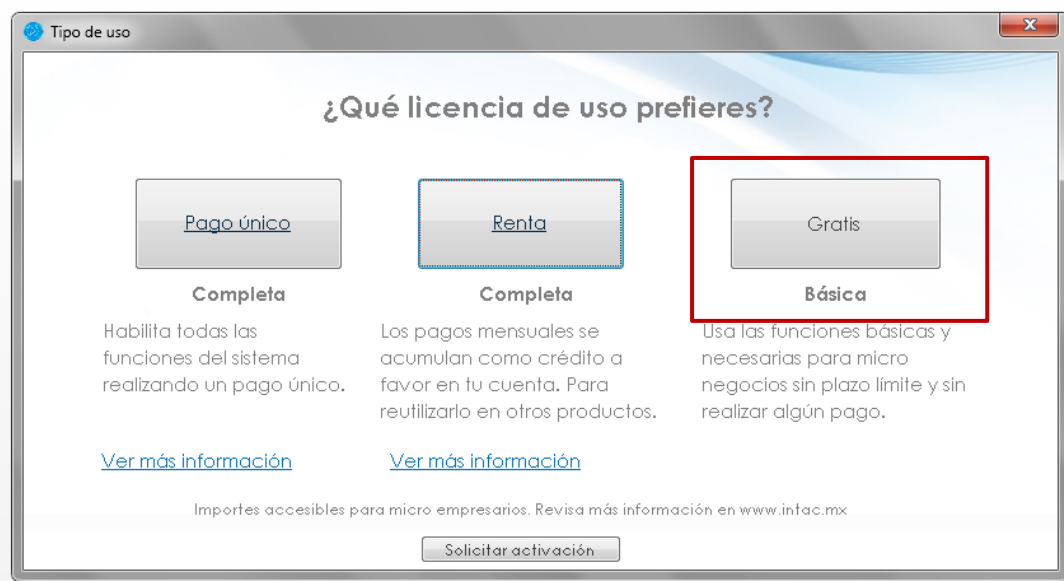 Tipo de uso
¿Qué licencia de uso prefieres?
Pago único
Renta
Gratis
Completa
Completa
Básica
Habilita todas las
funciones del sistema
realizando un pago único.
Los pagos mensuales se
acumulan como crédito a
favor en tu cuenta. Para
reutilizarlo en otros productos.
Usa las funciones básicas y
necesarias para micro
negocios sin plazo límite y sin
realizar algún pago.
Ver más información
Ver más información
Importes accesibles para micro empresarios. Revisa más información en www.intac.mx
Solicitar activación